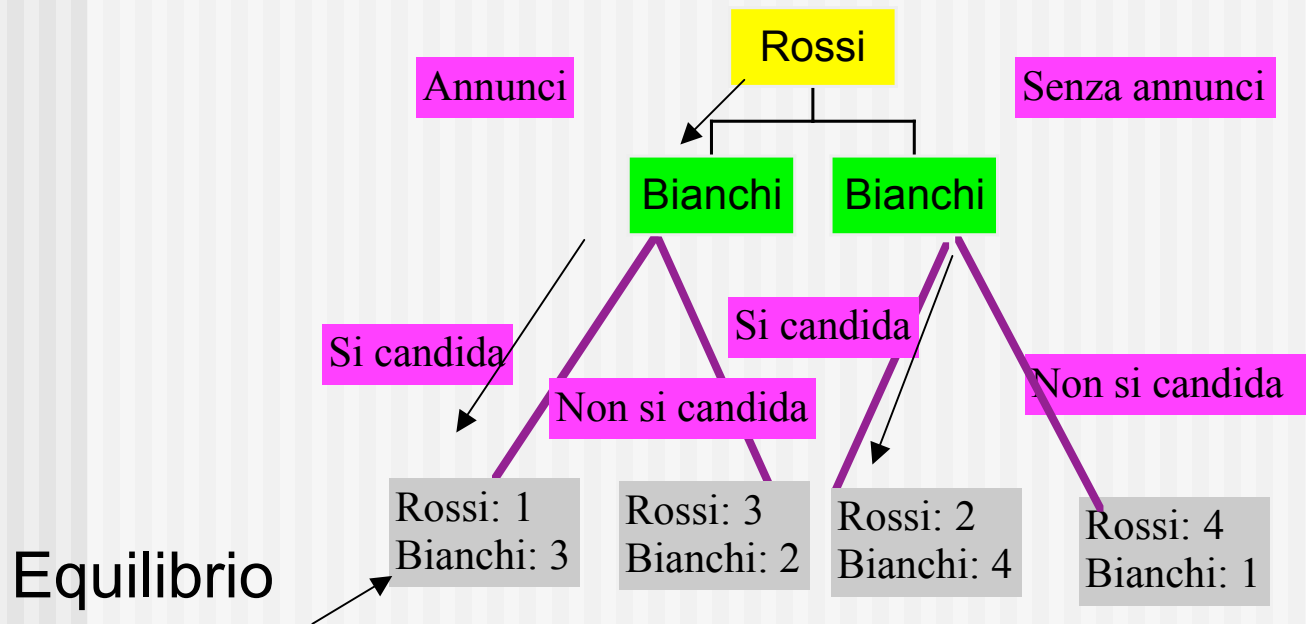 Rossi
Annunci
Senza annunci
Bianchi
Bianchi
Si candida
Non si candida
Si candida
Non si candida
Rossi: 1
Bianchi: 3
Rossi: 3
Bianchi: 2
Rossi: 2
Bianchi: 4
Rossi: 4
Bianchi: 1
Equilibrio